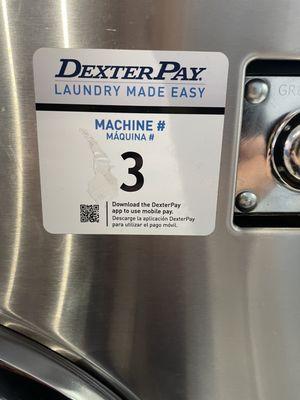 DEXTERPAY
LAUNDRY MADE EASY
MACHINE #
MÁQUINA #
3
Download the DexterPay
app to use mobile pay.
Descarge la aplicación DexterPay
para utilizar el pago móvil.